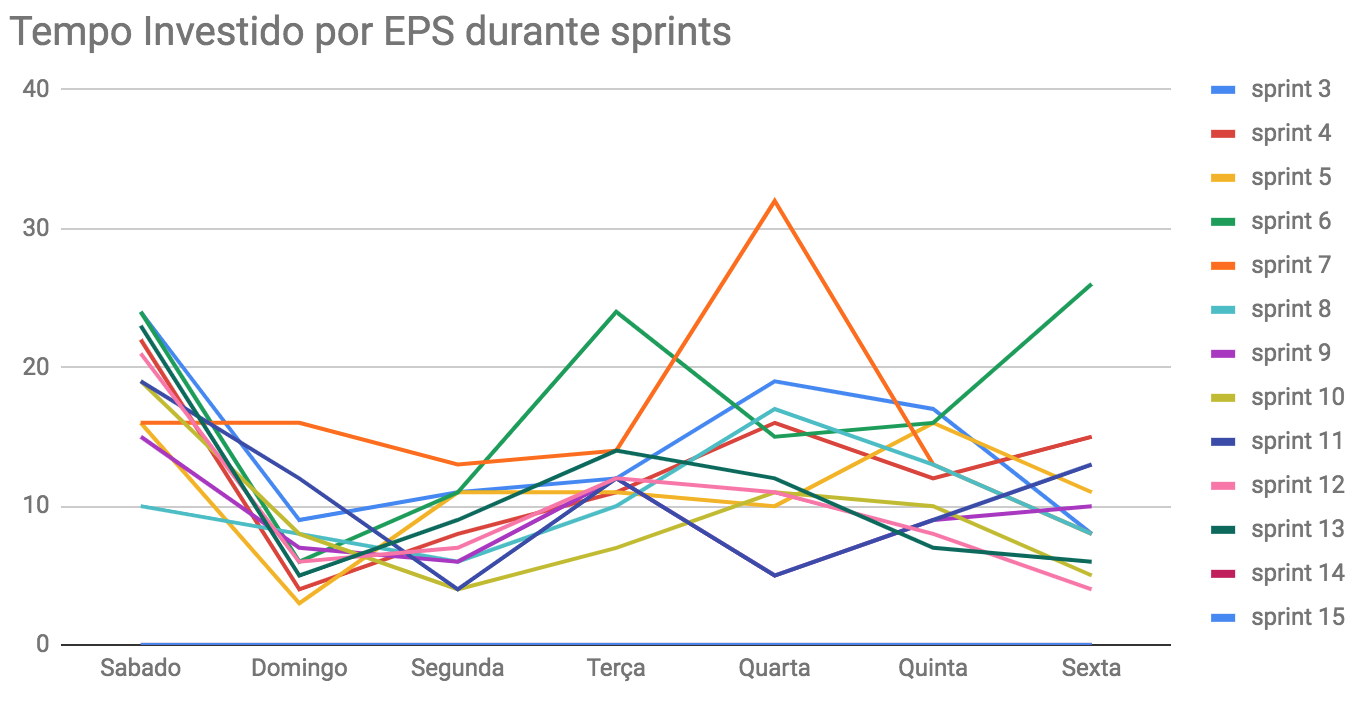 Tempo Investido por EPS durante sprints
40
30
20
10
0
Sabado
Domingo
Segunda
Terça
Quarta
Quinta
Sexta
sprint 3
sprint 4
sprint 5
sprint 6
sprint 7
sprint 8
sprint 9
sprint 10
sprint 11
sprint 12
sprint 13
sprint 14
sprint 15